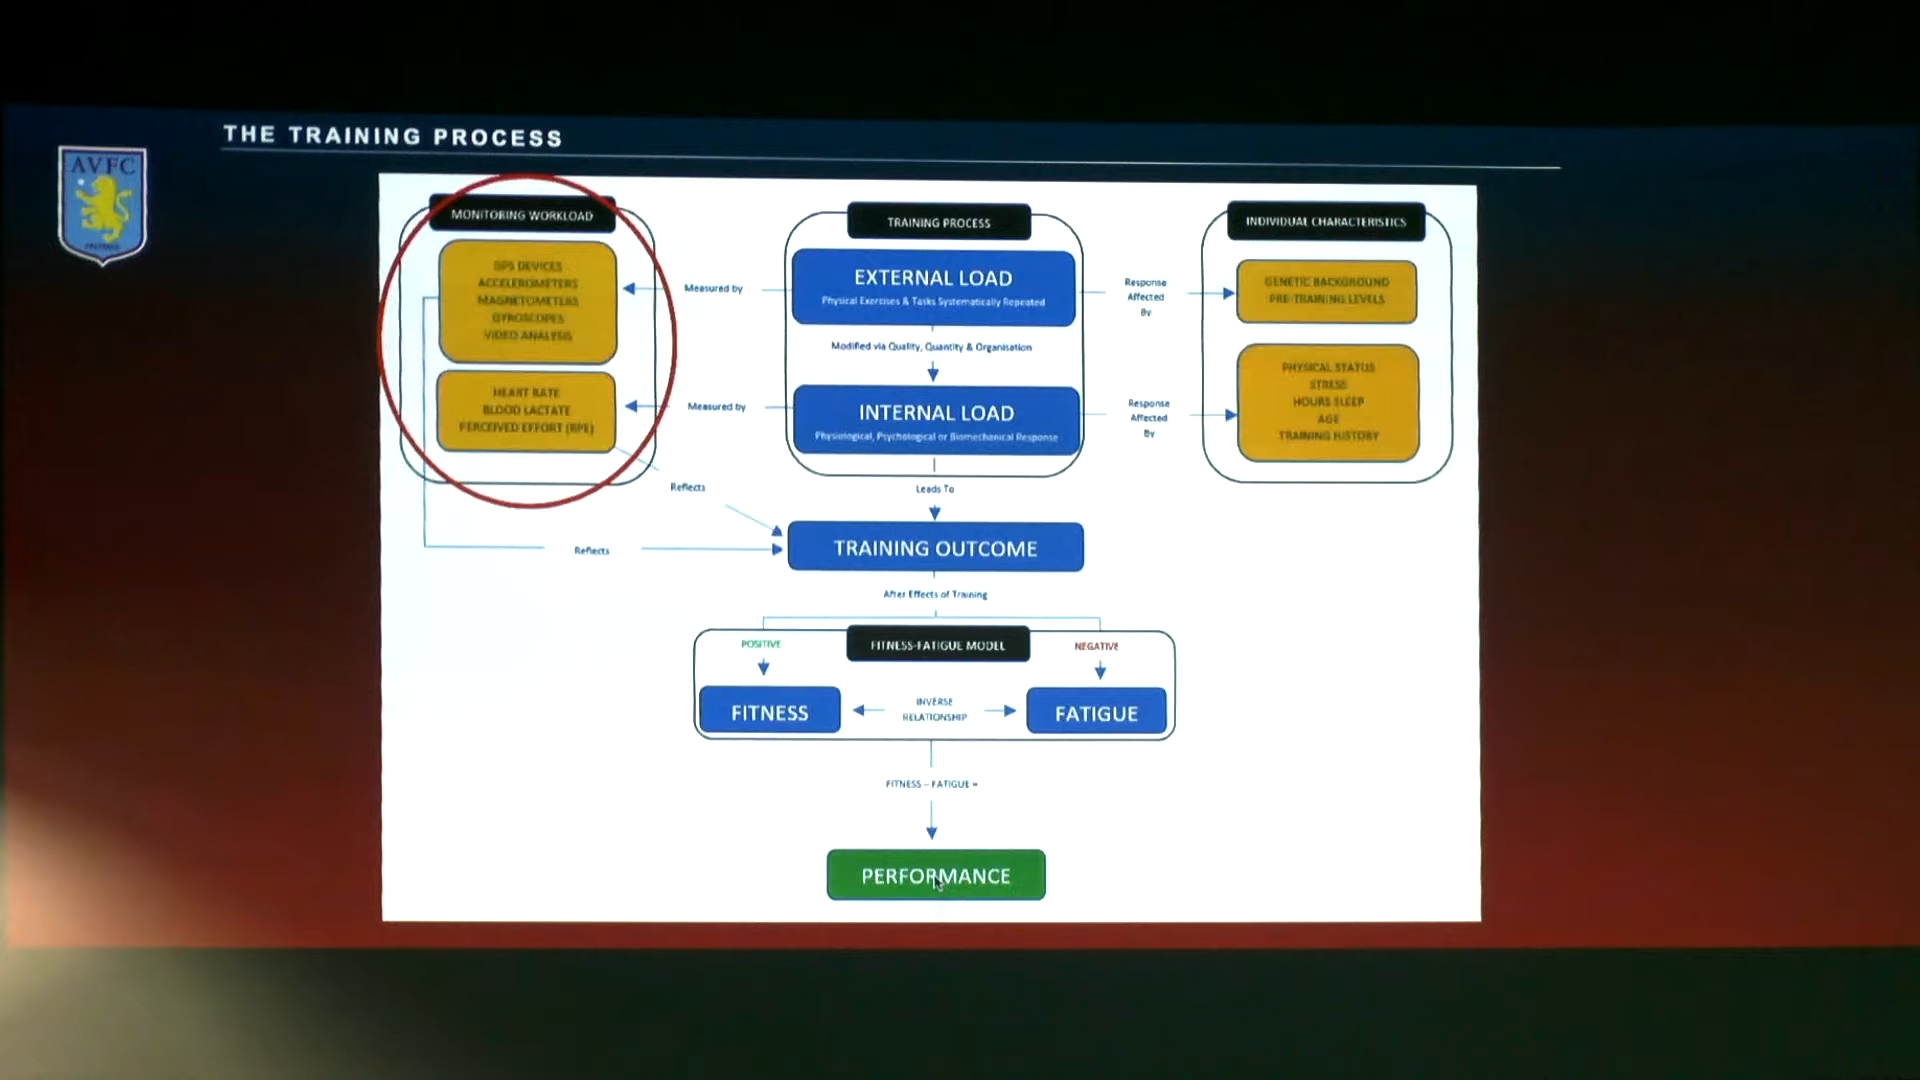 THE TRAINING PROCESS
AVFC
MONITORING WORKLOAD
GPS DEVICES
ACCELEROMETERS
MAGNETOMETERS
GYROSCOPES
VIDEO ANALYSIS
HEART RATE
BLOOD LACTATE
PERCEIVED EFFORT (RPE)
Measured by
Measured by
TRAINING PROCESS
EXTERNAL LOAD
Physical Exercises & Tasks Systematically Repeated
Modified via Quality, Quantity & Organisation
INTERNAL LOAD
Physiological, Psychological or Biomechanical Response
Response
Affected
By
Response
Affected
By
INDIVIDUAL CHARACTERISTICS
GENETIC BACKGROUND
PRE-TRAINING LEVELS
PHYSICAL STATUS
STRESS
HOURS SLEEP
AGE
TRAINING HISTORY
Reflects
Reflects
Leads To
TRAINING OUTCOME
After Effects of Training
POSITIVE
FITNESS-FATIGUE MODEL
NEGATIVE
FITNESS
INVERSE
RELATIONSHIP
FATIGUE
FITNESS - FATIGUE =
PERFORMANCE